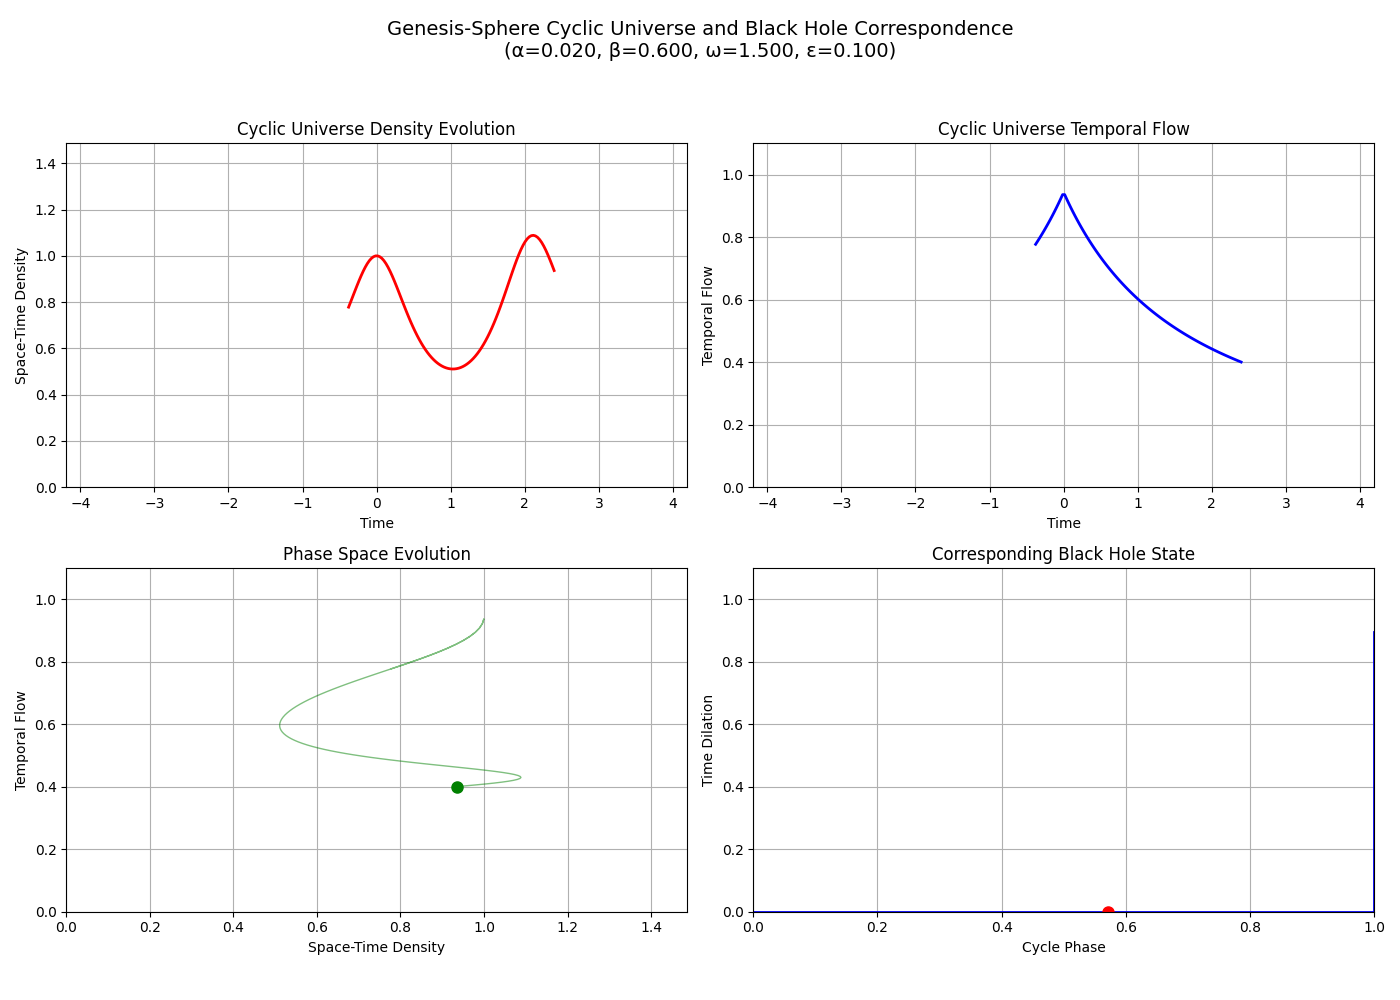 Genesis-Sphere Cyclic Universe and Black Hole Correspondence
(α=0.020, β=0.600, ω=1.500, ε=0.100)
Cyclic Universe Density Evolution
Space-Time Density
1.4
1.2
1.0
0.8
0.6
0.4
0.2
0.0
−4 −3 −2 −1 0 1 2 3 4
Time
Cyclic Universe Temporal Flow
Temporal Flow
1.0
0.8
0.6
0.4
0.2
0.0
−4 −3 −2 −1 0 1 2 3 4
Time
Phase Space Evolution
Temporal Flow
1.0
0.8
0.6
0.4
0.2
0.0
0.0 0.2 0.4 0.6 0.8 1.0 1.2 1.4
Space-Time Density
Corresponding Black Hole State
Time Dilation
1.0
0.8
0.6
0.4
0.2
0.0
0.0 0.2 0.4 0.6 0.8 1.0
Cycle Phase